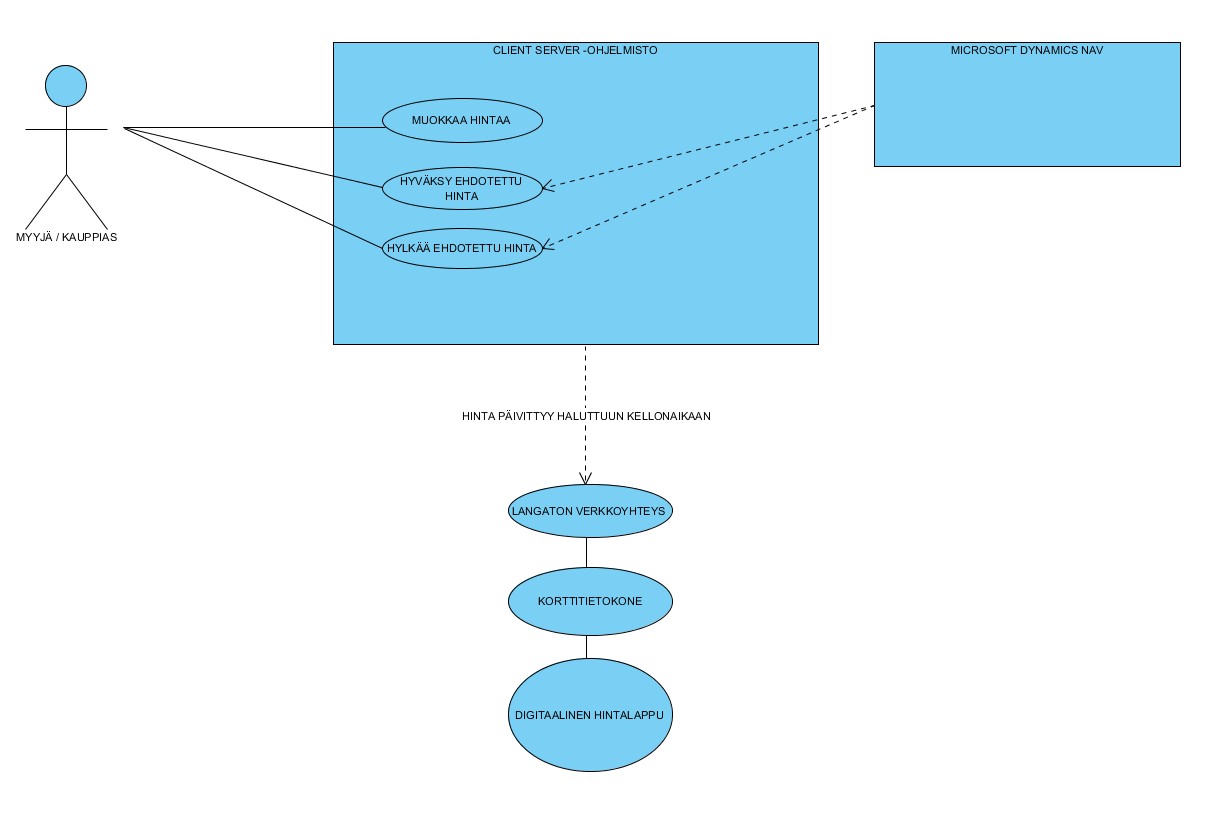 CLIENT SERVER -OHJELMISTO
MICROSOFT DYNAMICS NAV
MUOKKAA HINTAA
HYVÄKSY EHDOTETTU
HINTA
HYLKÄÄ EHDOTETTU HINTA
MYYJÄ / KAUPPIAS
HINTA PÄIVITTYY HALUTTUUN KELLONAIKAAN
LANGATON VERKKOYHTEYS
KORTTITIETOKONE
DIGITAALINEN HINTALAPPU